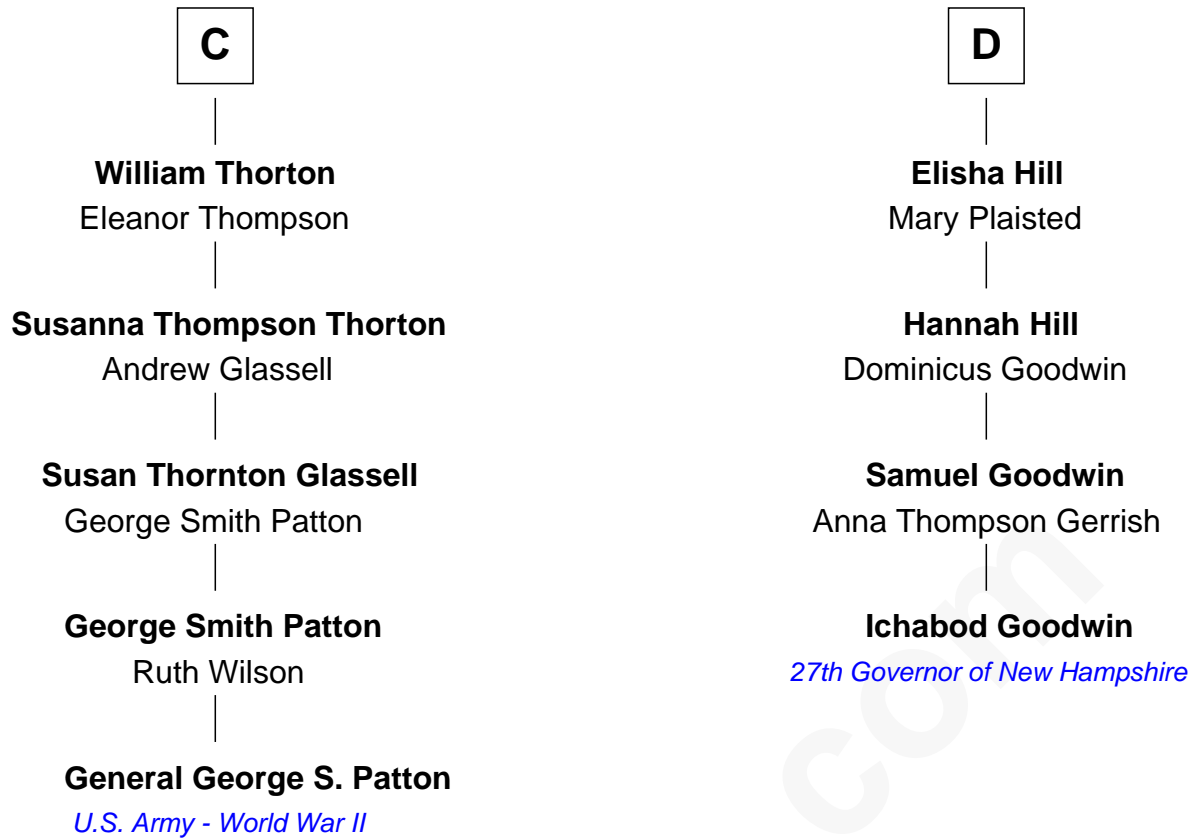 C
William Thorton
Eleanor Thompson
Susanna Thompson Thorton
Andrew Glassell
Susan Thornton Glassell
George Smith Patton
George Smith Patton
Ruth Wilson
General George S. Patton
U.S. Army - World War II
D
Elisha Hill
Mary Plaisted
Hannah Hill
Dominicus Goodwin
Samuel Goodwin
Anna Thompson Gerrish
Ichabod Goodwin
27th Governor of New Hampshire
com